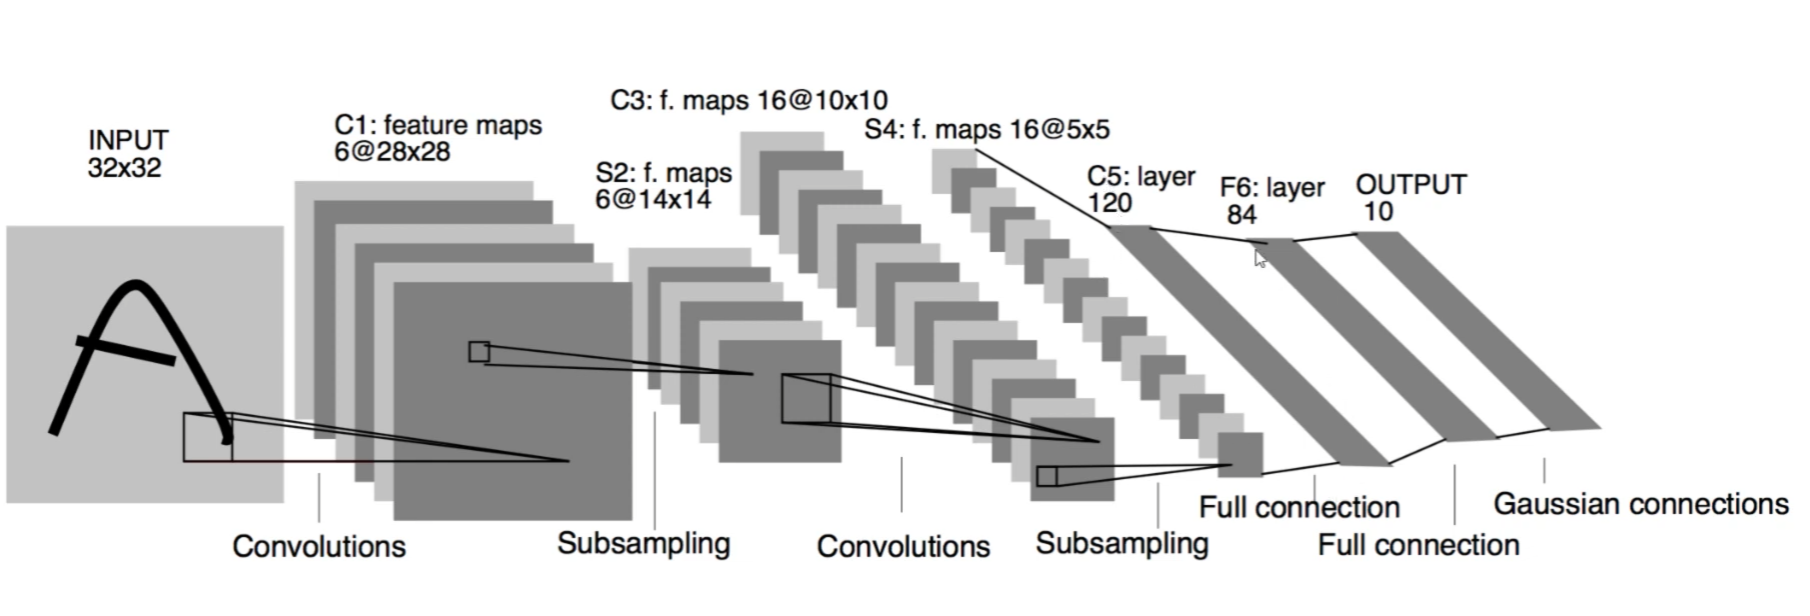 INPUT
32x32
C1: feature maps
6@28x28
S2: f. maps
6@14x14
C3: f. maps 16@10x10
S4: f. maps 16@5x5
C5: layer
120
F6: layer
84
OUTPUT
10
Convolutions
Subsampling
Convolutions
Subsampling
Full connection
Full connection
Gaussian connections